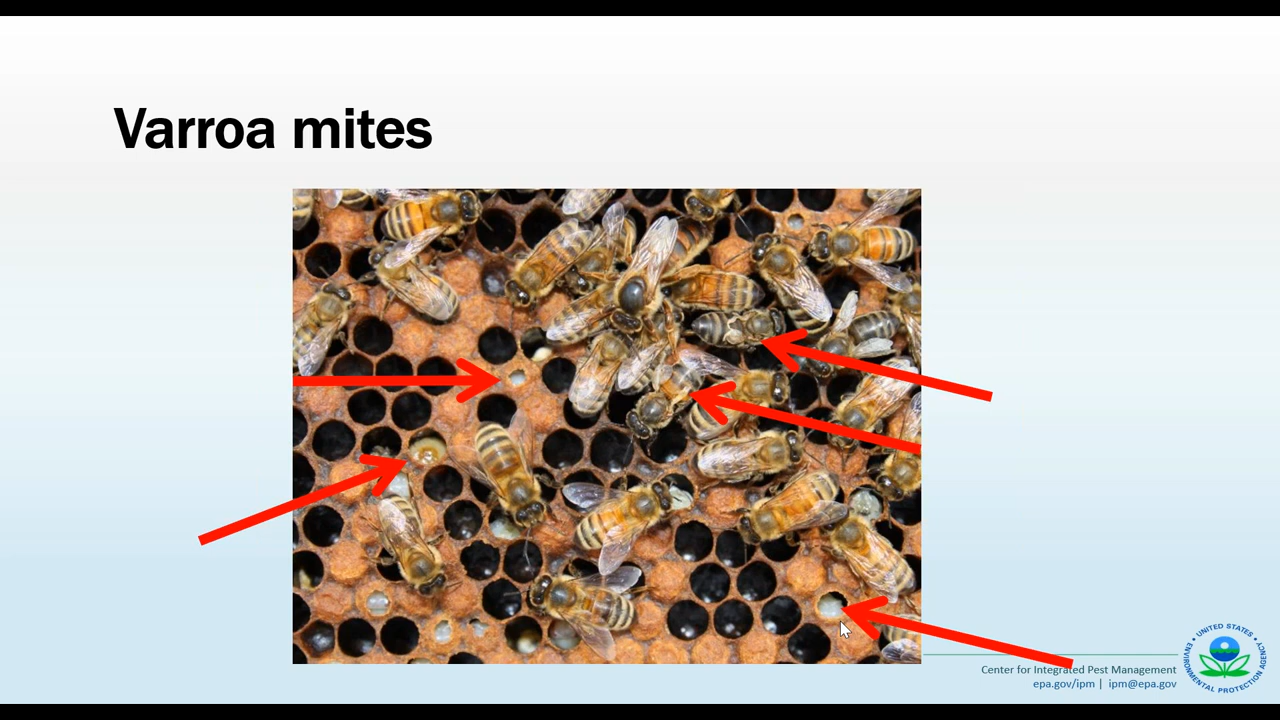 Varroa mites
Center for Integrated Pest Management
epa.gov/ipm | ipm@epa.gov
UNITED STATES
ENVIRONMENTAL PROTECTION AGENCY